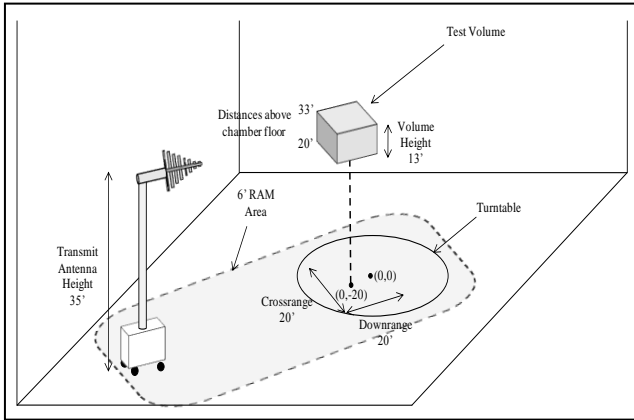 Test Volume
Distances above
chamber floor
33'
20'
Volume
Height
13'
6' RAM
Area
Turntable
Transmit
Antenna
Height
35'
(0,0)
(0,-20)
Crossrange
20'
Downrange
20'